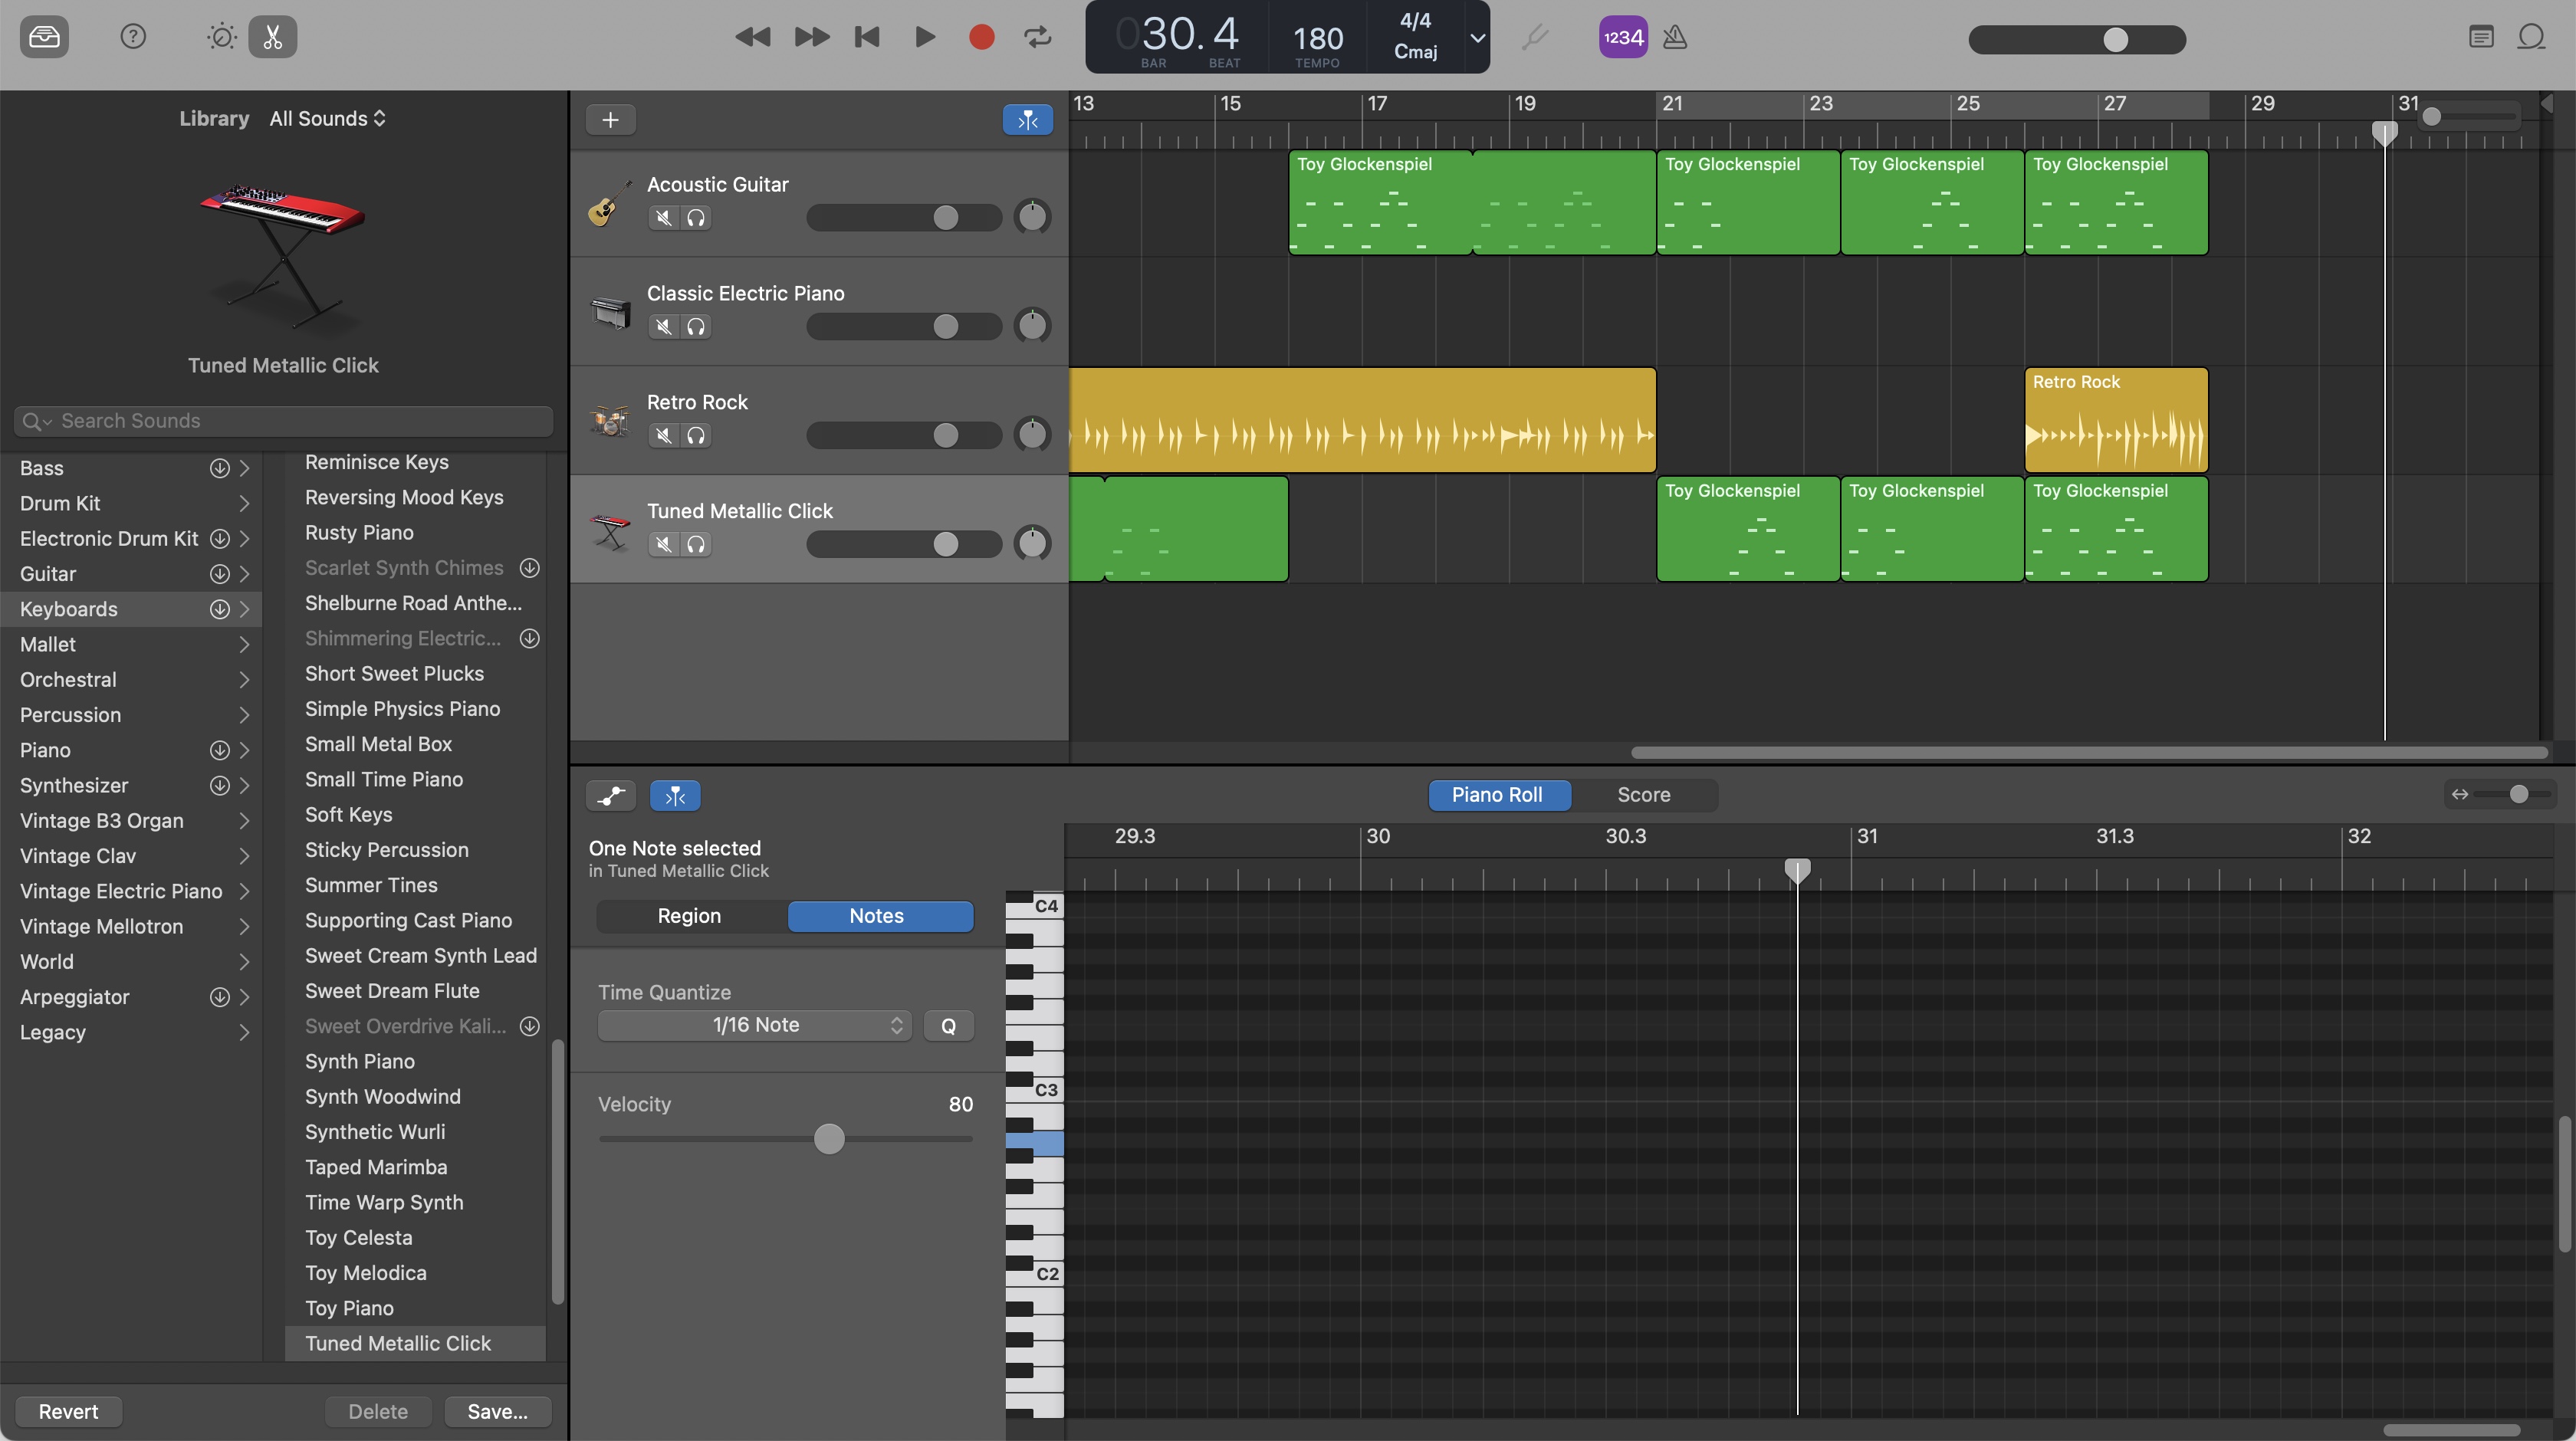 030.4
BAR
BEAT
180
TEMPO
4/4
Cmaj
1234
Library All Sounds
Tuned Metallic Click
Search Sounds
Bass
Drum Kit
Electronic Drum Kit
Guitar
Keyboards
Mallet
Orchestral
Percussion
Piano
Synthesizer
Vintage B3 Organ
Vintage Clav
Vintage Electric Piano
Vintage Mellotron
World
Arpeggiator
Legacy
Reminisce Keys
Reversing Mood Keys
Rusty Piano
Scarlet Synth Chimes
Shelburne Road Anthe...
Shimmering Electric...
Short Sweet Plucks
Simple Physics Piano
Small Metal Box
Small Time Piano
Soft Keys
Sticky Percussion
Summer Tines
Supporting Cast Piano
Sweet Cream Synth Lead
Sweet Dream Flute
Sweet Overdrive Kali...
Synth Piano
Synth Woodwind
Synthetic Wurli
Taped Marimba
Time Warp Synth
Toy Celesta
Toy Melodica
Toy Piano
Tuned Metallic Click
Revert
Delete
Save...
13 15 17 19 21 23 25 27 29 31
Acoustic Guitar
Toy Glockenspiel
Toy Glockenspiel
Toy Glockenspiel
Toy Glockenspiel
Classic Electric Piano
Retro Rock
Retro Rock
Tuned Metallic Click
Toy Glockenspiel
Toy Glockenspiel
Toy Glockenspiel
Piano Roll
Score
One Note selected
in Tuned Metallic Click
Region
Notes
Time Quantize
1/16 Note
Q
Velocity
80
29.3 30 30.3 31 31.3 32
C4
C3
C2